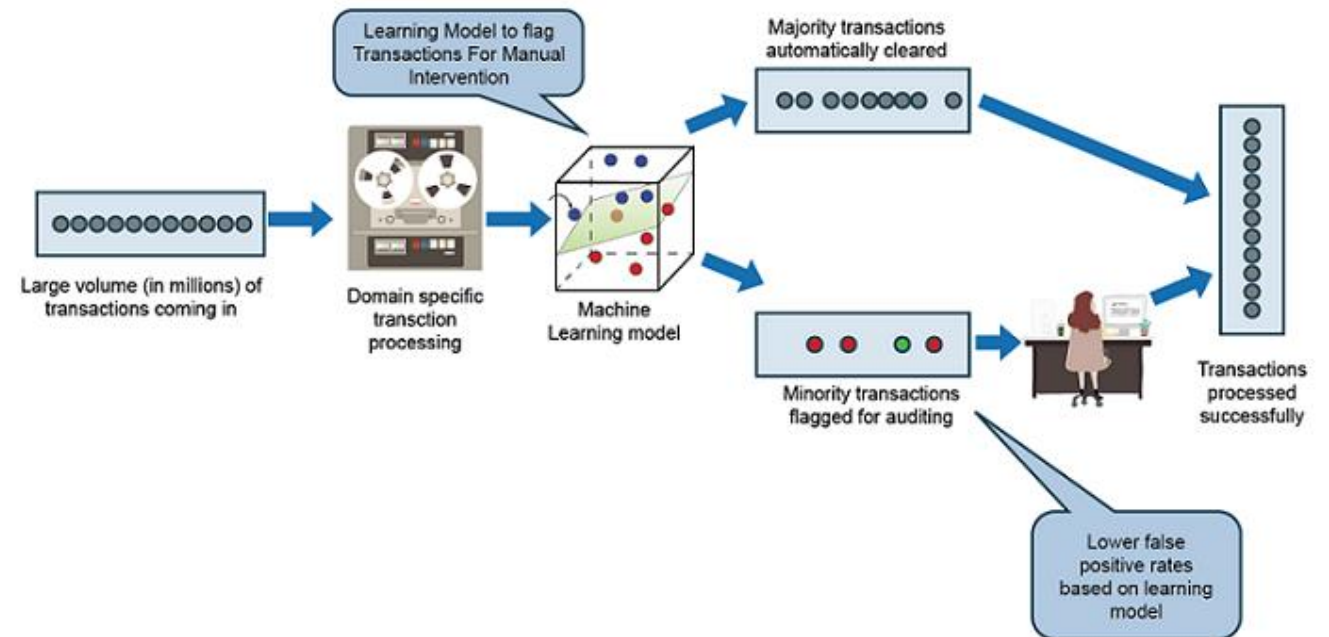 Learning Model to flag
Transactions For Manual
Intervention
Majority transactions
automatically cleared
Large volume (in millions) of
transactions coming in
Domain specific
transction
processing
Machine
Learning model
Minority transactions
flagged for auditing
Transactions
processed
successfully
Lower false
positive rates
based on learning
model